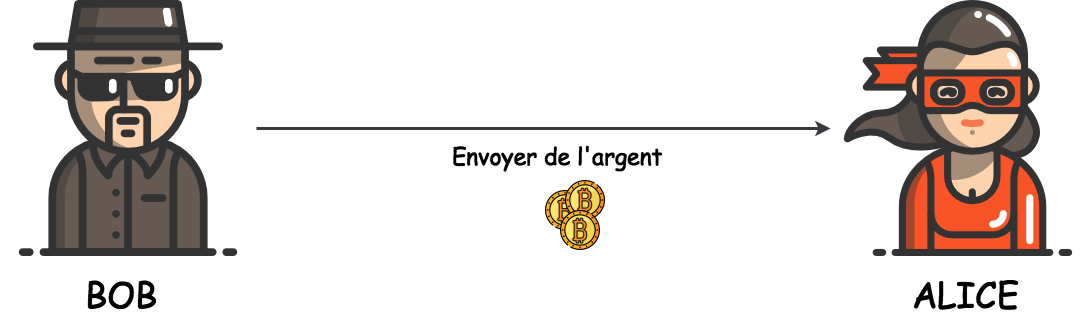 Envoyer de l'argent
BOB
ALICE